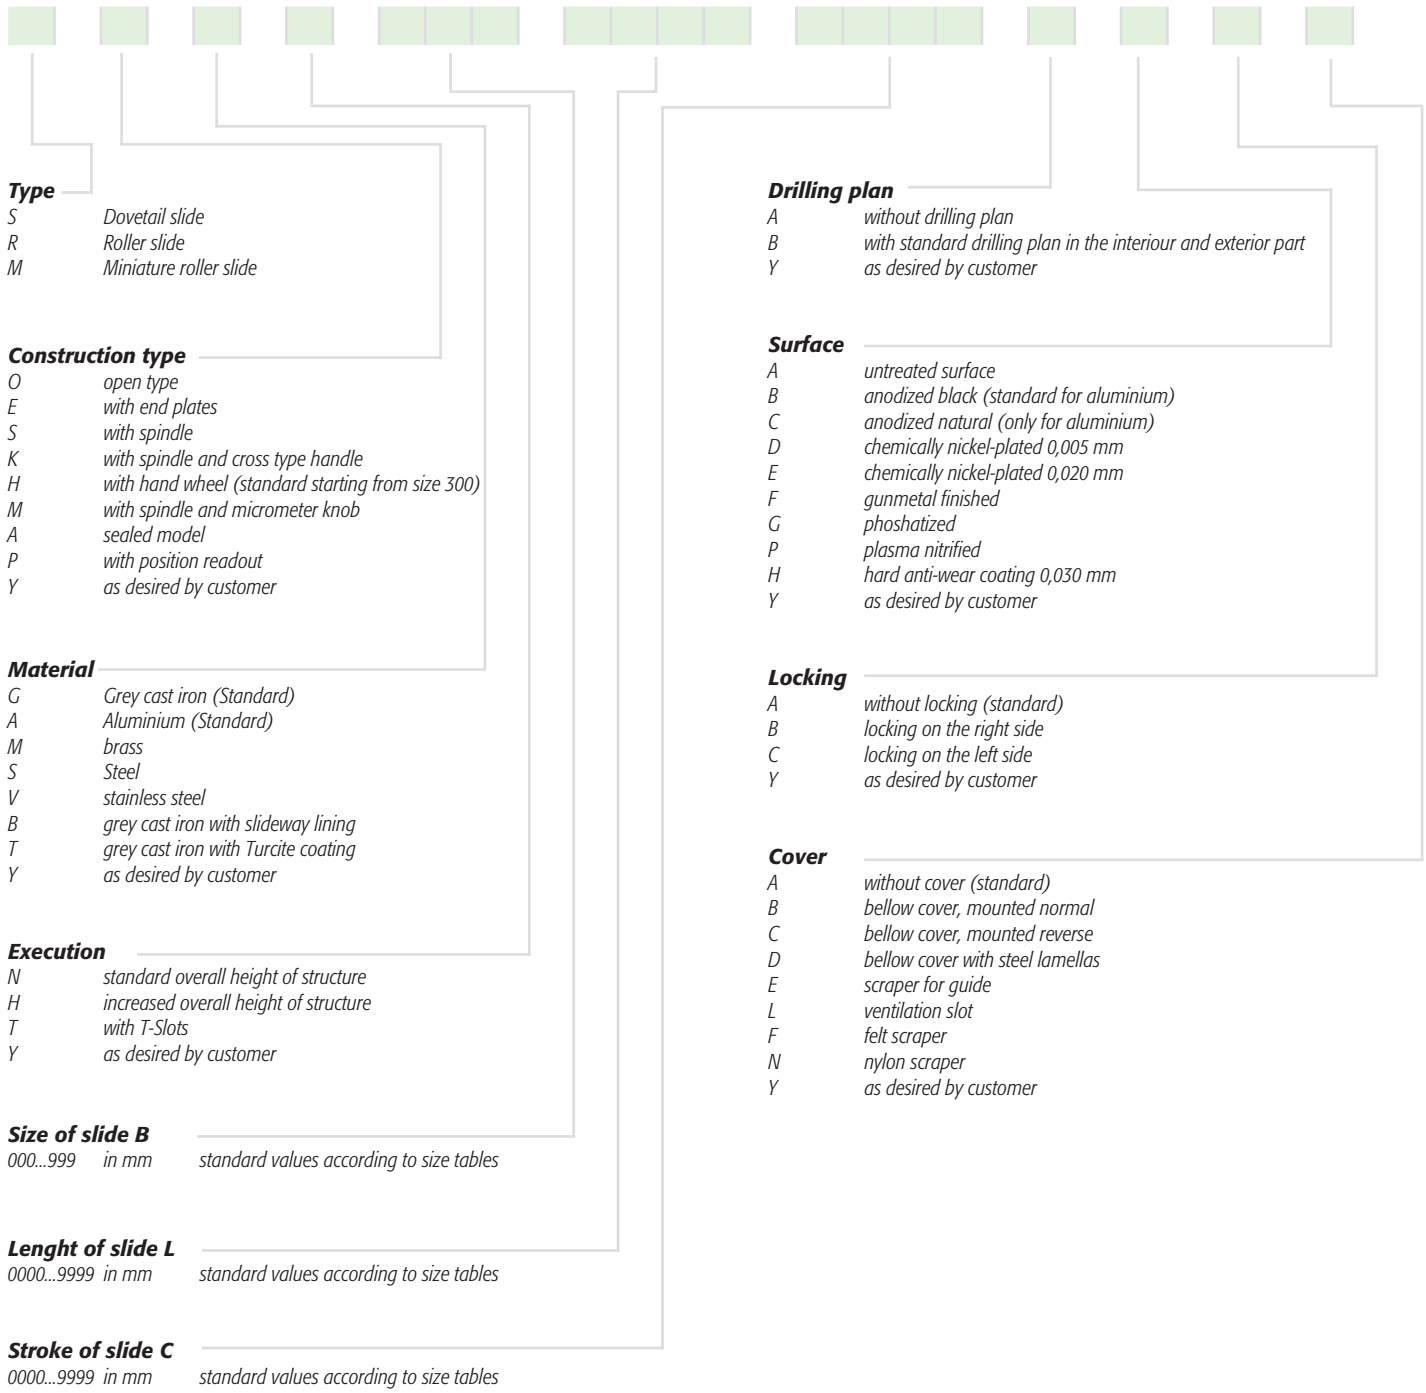 Type
S Dovetail slide
R Roller slide
M Miniature roller slide
Construction type
O open type
E with end plates
S with spindle
K with spindle and cross type handle
H with hand wheel (standard starting from size 300)
M with spindle and micrometer knob
A sealed model
P with position readout
Y as desired by customer
Material
G Grey cast iron (Standard)
A Aluminium (Standard)
M brass
S Steel
V stainless steel
B grey cast iron with slideway lining
T grey cast iron with Turcite coating
Y as desired by customer
Execution
N standard overall height of structure
H increased overall height of structure
T with T-Slots
Y as desired by customer
Size of slide B
000...999 in mm standard values according to size tables
Lenght of slide L
0000...9999 in mm standard values according to size tables
Stroke of slide C
0000...9999 in mm standard values according to size tables
Drilling plan
A without drilling plan
B with standard drilling plan in the interiour and exterior part
Y as desired by customer
Surface
A untreated surface
B anodized black (standard for aluminium)
C anodized natural (only for aluminium)
D chemically nickel-plated 0,005 mm
E chemically nickel-plated 0,020 mm
F gunmetal finished
G phoshatized
P plasma nitrified
H hard anti-wear coating 0,030 mm
Y as desired by customer
Locking
A without locking (standard)
B locking on the right side
C locking on the left side
Y as desired by customer
Cover
A without cover (standard)
B bellow cover, mounted normal
C bellow cover, mounted reverse
D bellow cover with steel lamellas
E scraper for guide
L ventilation slot
F felt scraper
N nylon scraper
Y as desired by customer